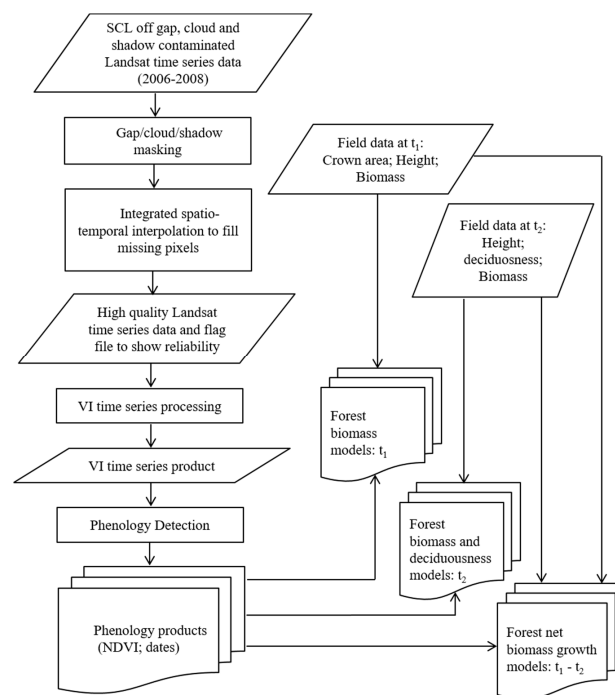 SCL off gap, cloud and
shadow contaminated
Landsat time series data
(2006-2008)
Gap/cloud/shadow
masking
Integrated spatio-
temporal interpolation to fill
missing pixels
High quality Landsat
time series data and flag
file to show reliability
VI time series processing
VI time series product
Phenology Detection
Phenology products
(NDVI; dates)
Field data at t₁:
Crown area; Height;
Biomass
Field data at t₂:
Height;
deciduosness;
Biomass
Forest
biomass
models: t₁
Forest
biomass and
deciduousness
models: t₂
Forest net
biomass growth
models: t₁ - t₂